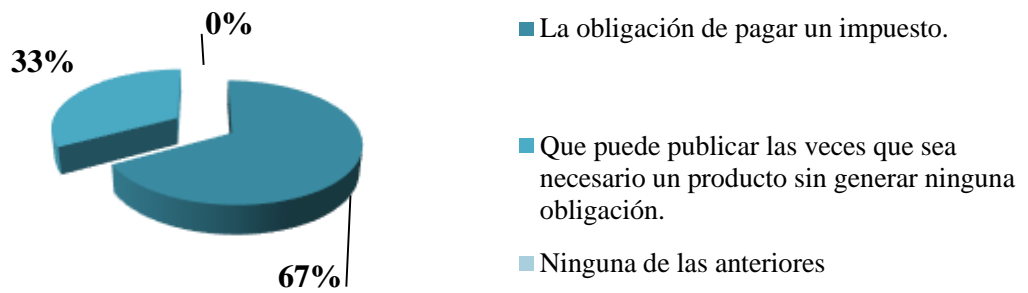 0%
33%
67%
La obligación de pagar un impuesto.
Que puede publicar las veces que sea
necesario un producto sin generar ninguna
obligación.
Ninguna de las anteriores